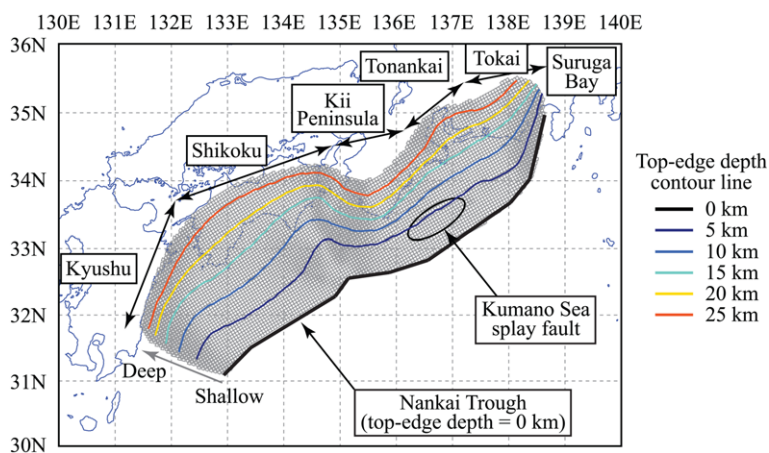 130E 131E 132E 133E 134E 135E 136E 137E 138E 139E 140E
36N
35N
34N
33N
32N
31N
30N
Tokai
Suruga
Bay
Tonankai
Kii
Peninsula
Shikoku
Kyushu
Deep
Shallow
Kumano Sea
splay fault
Nankai Trough
(top-edge depth = 0 km)
Top-edge depth
contour line
0 km
5 km
10 km
15 km
20 km
25 km